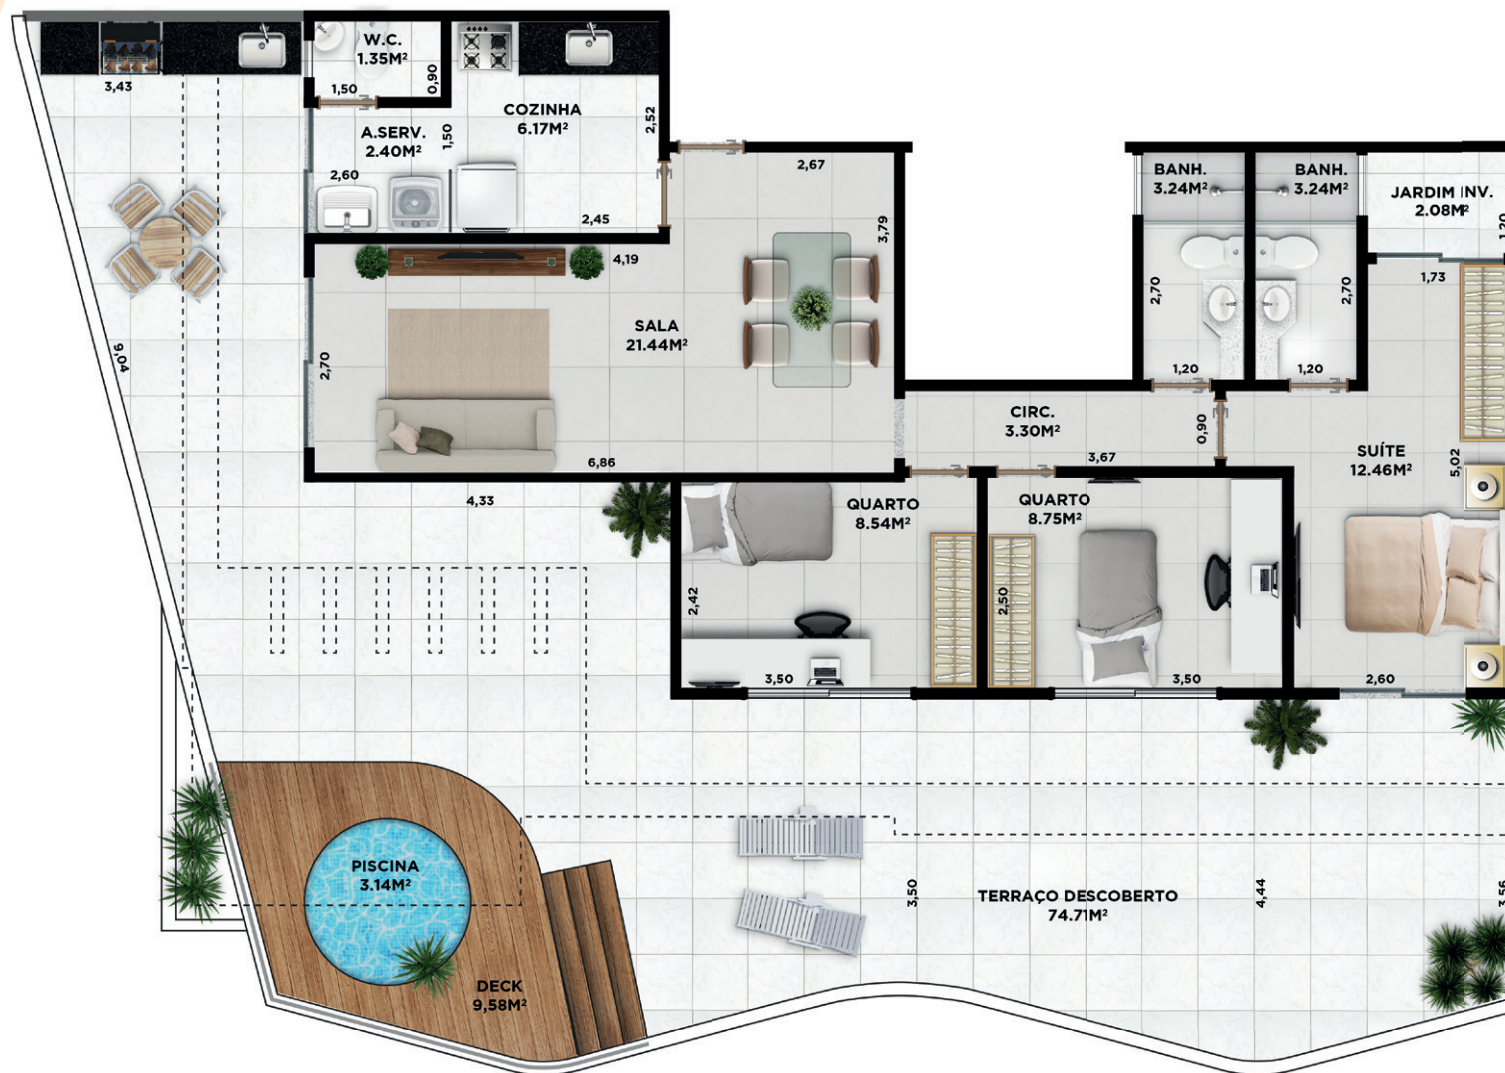 W.C.
1.35M²
3,43
1,50
0,90
COZINHA
6.17M²
2,52
A.SERV.
2.40M²
1,50
2,60
2,45
2,67
3,79
4,19
SALA
21.44M²
2,70
6,86
9,04
4,33
BANH.
3.24M²
BANH.
3.24M²
JARDIM INV.
2.08M²
1,20
2,70
2,70
1,73
1,20
1,20
CIRC.
3.30M²
0,90
3,67
SUÍTE
12.46M²
5,02
QUARTO
8.54M²
QUARTO
8.75M²
2,42
2,50
3,50
3,50
2,60
PISCINA
3.14M²
DECK
9,58M²
3,50
TERRAÇO DESCOBERTO
74.71M²
4,44
3,56